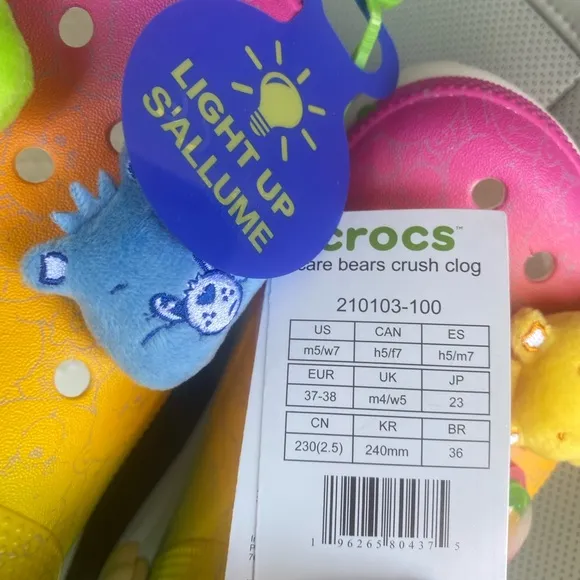 LIGHT UP
S'ALLUME
crocs™
care bears crush clog
210103-100
US CAN ES
m5/w7 h5/f7 h5/m7
EUR UK JP
37-38 m4/w5 23
CN KR BR
230(2.5) 240mm 36
1 96265 80437 5